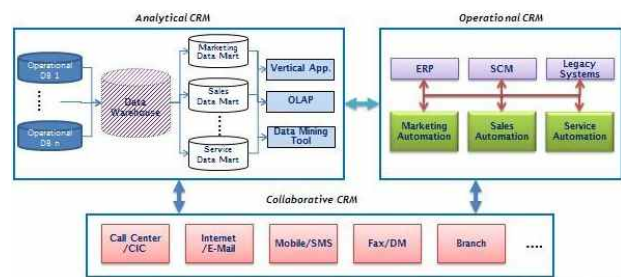 Analytical CRM
Operational
DB 1
Operational
DB n
Data
Warehouse
Marketing
Data Mart
Sales
Data Mart
Service
Data Mart
Vertical App.
OLAP
Data Mining
Tool
Operational CRM
ERP
SCM
Legacy
Systems
Marketing
Automation
Sales
Automation
Service
Automation
Collaborative CRM
Call Center
/CIC
Internet
/E-Mail
Mobile/SMS
Fax/DM
Branch
....